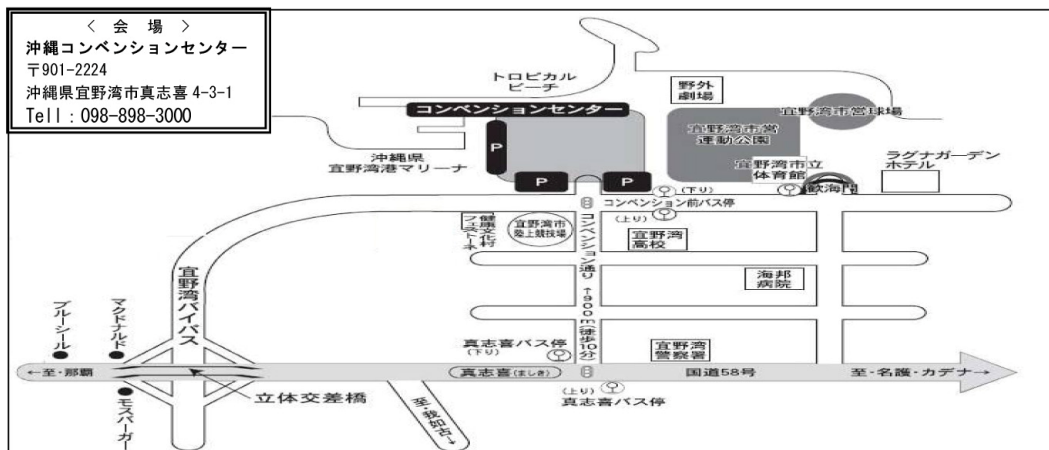 〈 会 場 〉
沖縄コンベンションセンター
〒901-2224
沖縄県宜野湾市真志喜 4-3-1
Tell：098-898-3000
トロピカル
ビーチ
コンベンションセンター
野外
劇場
宜野湾市営球場
宜野湾市営
運動公園
P
沖縄県
宜野湾港マリーナ
宜野湾市立
体育館
ラグナガーデン
ホテル
P
P
(下り)
歓海門
コンベンション前バス停
(上り)
健康文化村
フェストーネ
宜野湾市
陸上競技場
コンベンション通り ↑900m(徒歩10分)
宜野湾
高校
海邦
病院
宜野湾バイパス
ブルーシール
マクドナルド
真志喜バス停
(下り)
宜野湾
警察署
←至・那覇
真志喜(ましき)
国道58号
至・名護・カデナ→
立体交差橋
モスバーガー
至・我如古→
(上り)
真志喜バス停